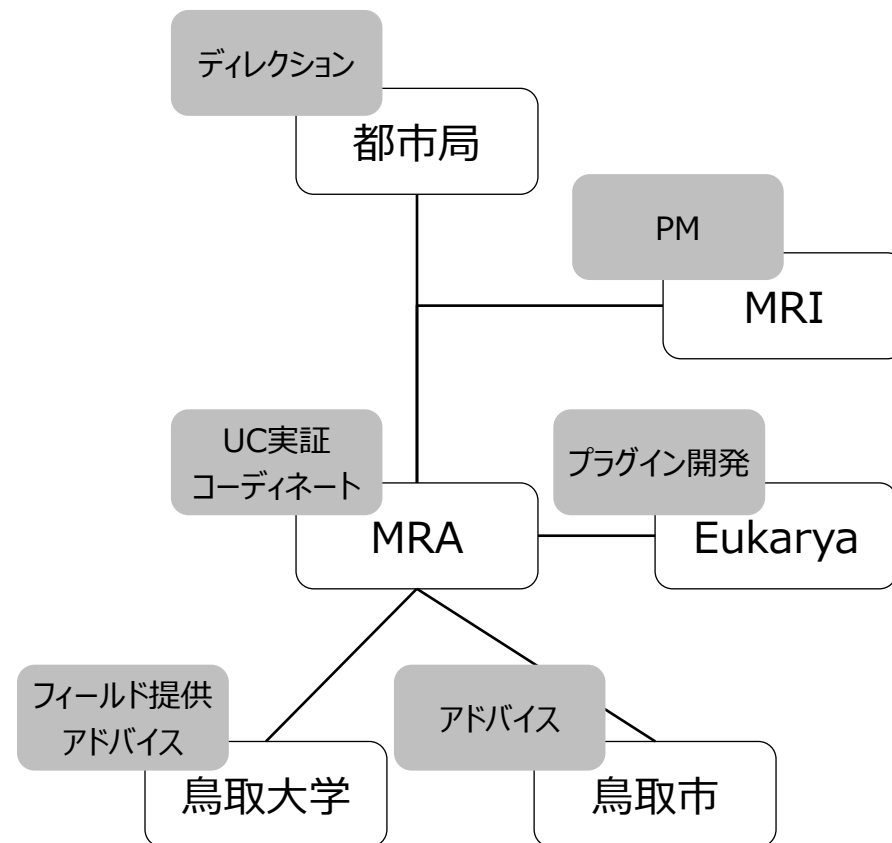 ディレクション
都市局
PM
MRI
UC実証
コーディネート
MRA
プラグイン開発
Eukarya
フィールド提供
アドバイス
鳥取大学
アドバイス
鳥取市